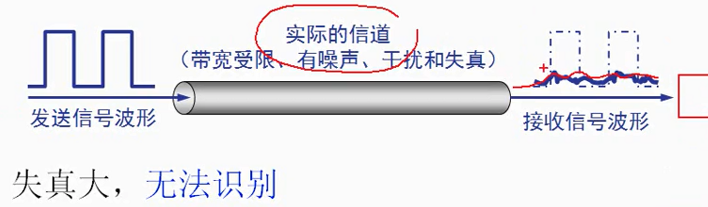 实际的信道
（带宽受限、有噪声、干扰和失真）
发送信号波形
接收信号波形
失真大，无法识别